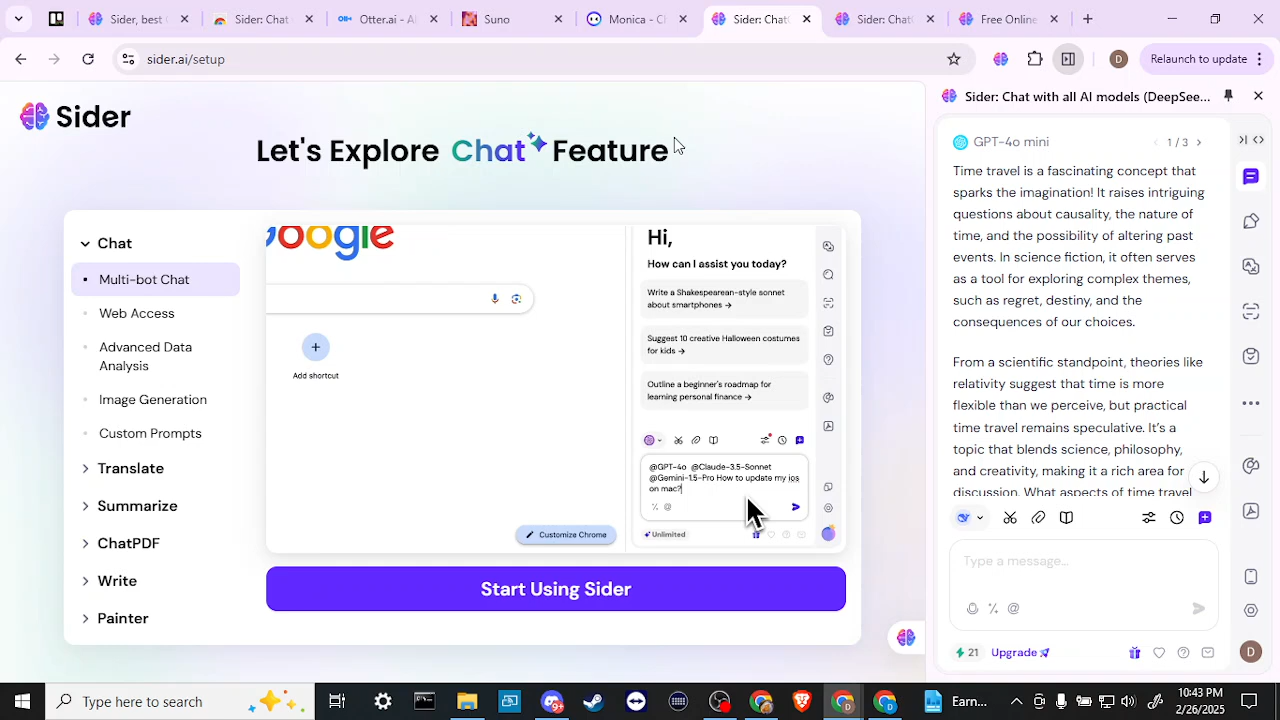 Sider, best
Sider: Chat
Otter.ai - A
Suno
Monica - Ch
Sider: Chat
Sider: Chat
Free Online
sider.ai/setup
D
Relaunch to update
Sider
Let's Explore Chat Feature
Chat
Multi-bot Chat
Web Access
Advanced Data
Analysis
Image Generation
Custom Prompts
Translate
Summarize
ChatPDF
Write
Painter
oogle
Add shortcut
Customize Chrome
Hi,
How can I assist you today?
Write a Shakespearean-style sonnet
about smartphones →
Suggest 10 creative Halloween costumes
for kids →
Outline a beginner's roadmap for
learning personal finance →
@GPT-4o @Claude-3.5-Sonnet
@Gemini-1.5-Pro How to update my ios
on mac?
Unlimited
Start Using Sider
Sider: Chat with all AI models (DeepSee...
GPT-4o mini
1 / 3
Time travel is a fascinating concept that
sparks the imagination! It raises intriguing
questions about causality, the nature of
time, and the possibility of altering past
events. In science fiction, it often serves
as a tool for exploring complex themes,
such as regret, destiny, and the
consequences of our choices.
From a scientific standpoint, theories like
relativity suggest that time is more
flexible than we perceive, but practical
time travel remains speculative. It's a
topic that blends science, philosophy,
and creativity, making it a rich area for
discussion. What aspects of time travel
Type a message...
21
Upgrade
D
Type here to search
9+
Earn...
10:43 PM
2/26/2025